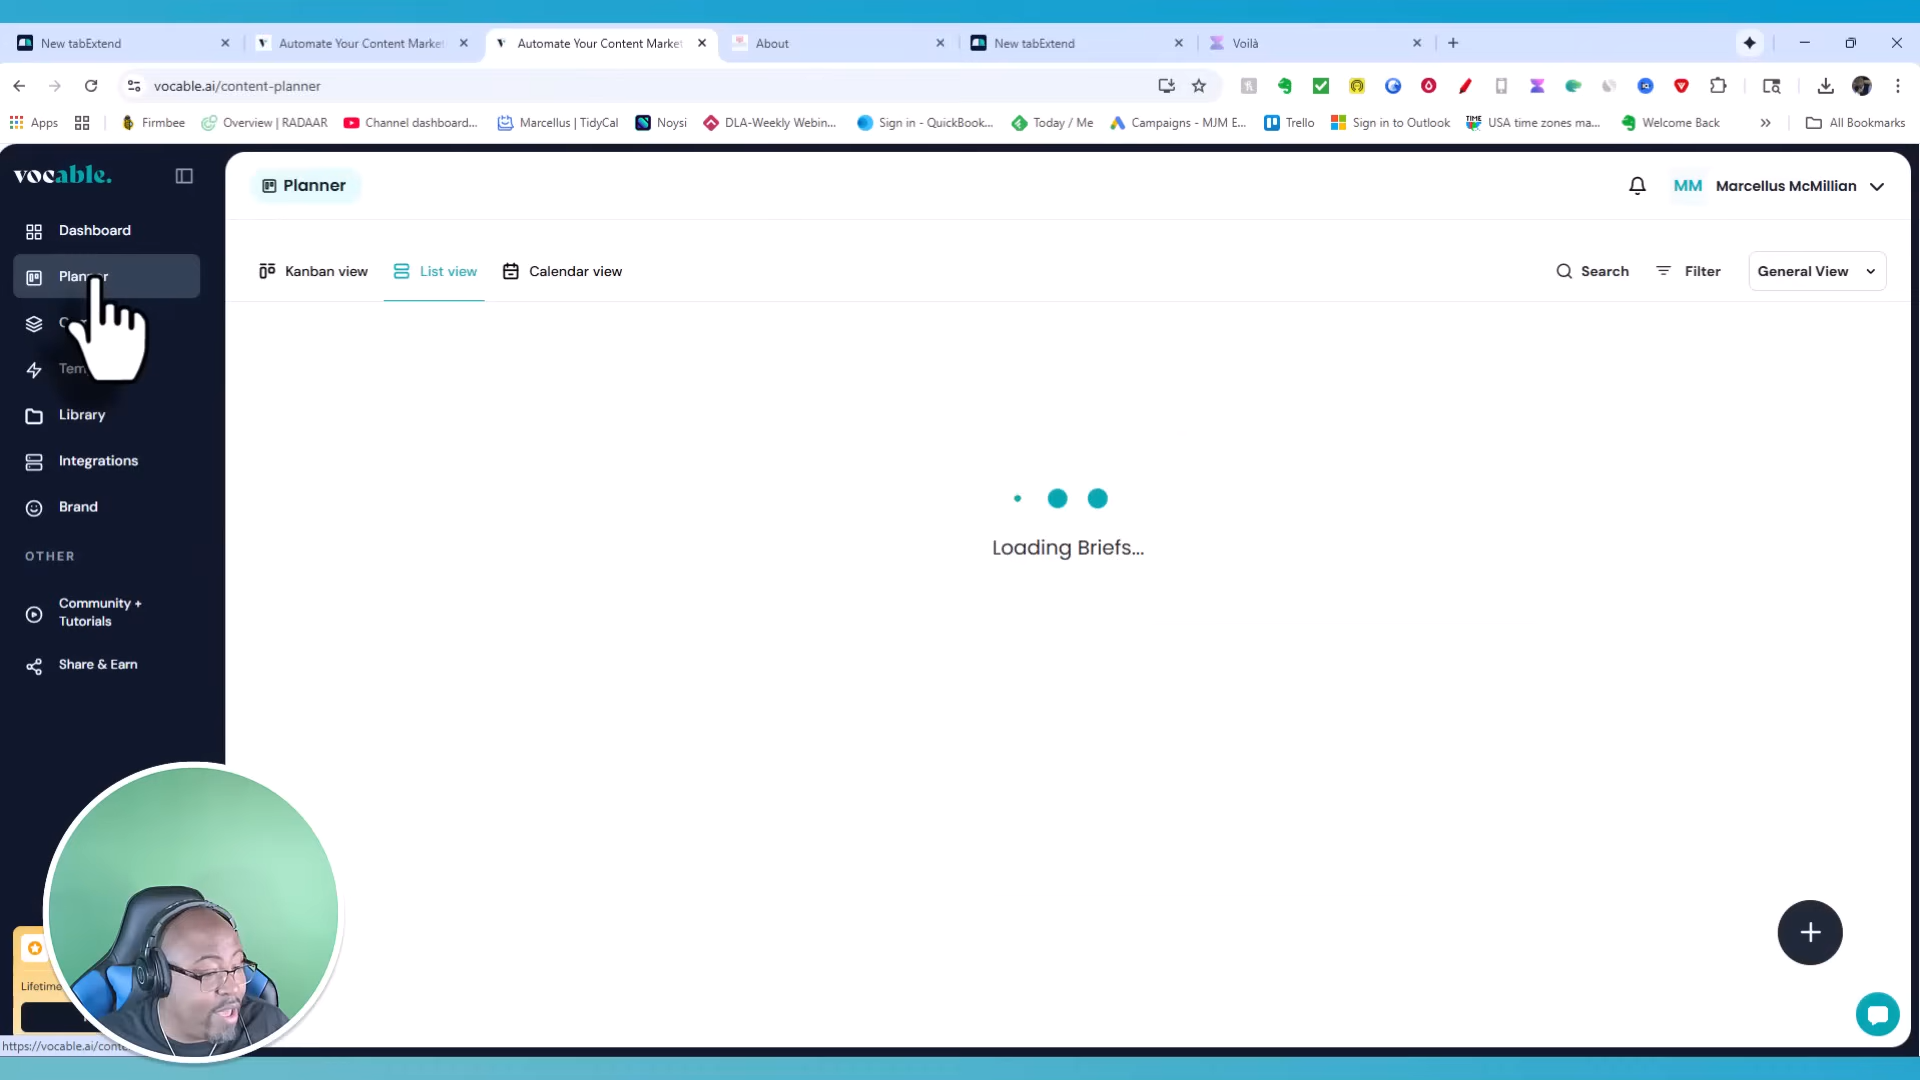 New tabExtend
Automate Your Content Market
Automate Your Content Market
About
New tabExtend
Voilà
vocable.ai/content-planner
Apps
Firmbee
Overview | RADAAR
Channel dashboard...
Marcellus | TidyCal
Noysi
DLA-Weekly Webin...
Sign in - QuickBook...
Today / Me
Campaigns - MJM E...
Trello
Sign in to Outlook
USA time zones ma...
Welcome Back
All Bookmarks
vocable.
Planner
MM
Marcellus McMillian
Dashboard
Planner
Library
Integrations
Brand
OTHER
Community +
Tutorials
Share & Earn
Kanban view
List view
Calendar view
Search
Filter
General View
Loading Briefs...
Lifetime
https://vocable.ai/conte